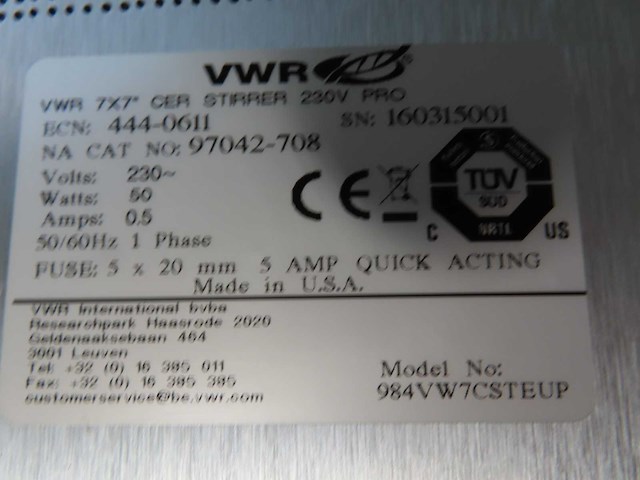 VWR
VWR 7X7" CER STIRRER 230V PRO
ECN: 444-0611 SN: 160315001
NA CAT NO: 97042-708
Volts: 230~
Watts: 50
Amps: 0.5
50/60Hz 1 Phase
CE
TÜV
SÜD
NRTL
C US
FUSE: 5 x 20 mm 5 AMP QUICK ACTING
Made in U.S.A.
VWR International bvba
Researchpark Haasrode 2020
Geldenaaksebaan 464
3001 Leuven
Tel: +32 (0) 16 385 011
Fax: +32 (0) 16 385 385
customerservice@be.vwr.com
Model No:
984VW7CSTEUP